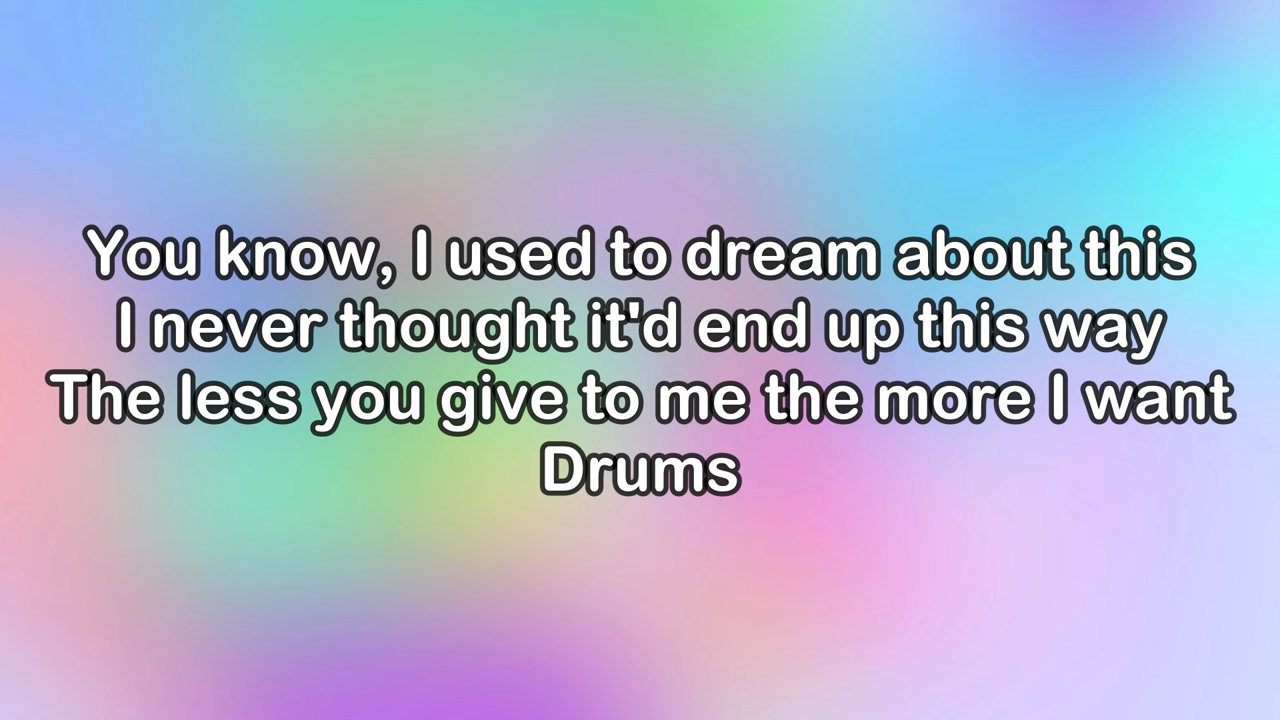 You know, I used to dream about this
I never thought it'd end up this way
The less you give to me the more I want
Drums